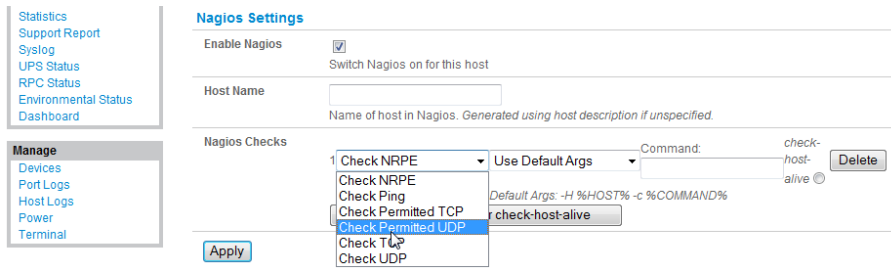 Statistics
Support Report
Syslog
UPS Status
RPC Status
Environmental Status
Dashboard
Manage
Devices
Port Logs
Host Logs
Power
Terminal
Nagios Settings
Enable Nagios
Switch Nagios on for this host
Host Name
Name of host in Nagios. Generated using host description if unspecified.
Nagios Checks
1 Check NRPE Use Default Args
Command:
check-
host-
alive
Delete
Check NRPE
Check Ping
Check Permitted TCP
Check Permitted UDP
Check TCP
Check UDP
Default Args: -H %HOST% -c %COMMAND%
check-host-alive
Apply